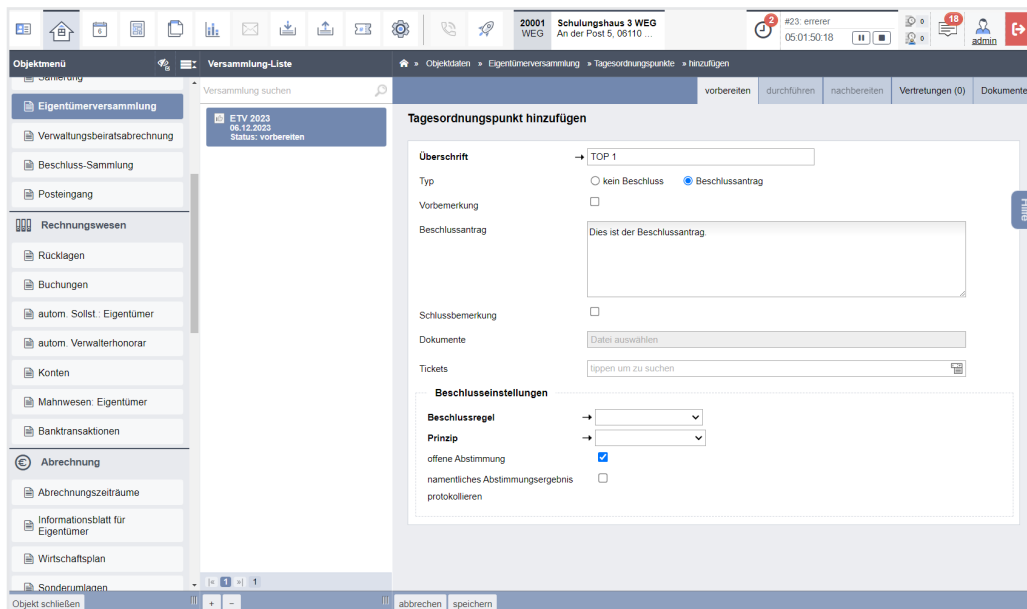 6
20001
WEG
Schulungshaus 3 WEG
An der Post 5, 06110 ...
2
#23: errerer
05:01:50:18
0
0
18
admin
Objektmenü
Versammlung-Liste
» Objektdaten » Eigentümerversammlung » Tagesordnungspunkte » hinzufügen
Sanierung
Eigentümerversammlung
Verwaltungsbeiratsabrechnung
Beschluss-Sammlung
Posteingang
Rechnungswesen
Rücklagen
Buchungen
autom. Sollst.: Eigentümer
autom. Verwalterhonorar
Konten
Mahnwesen: Eigentümer
Banktransaktionen
Abrechnung
Abrechnungszeiträume
Informationsblatt für
Eigentümer
Wirtschaftsplan
Sonderumlagen
Objekt schließen
Versammlung suchen
ETV 2023
06.12.2023
Status: vorbereiten
|« 1 »| 1
+ −
vorbereiten durchführen nachbereiten Vertretungen (0) Dokumente
Tagesordnungspunkt hinzufügen
Überschrift → TOP 1
Typ kein Beschluss Beschlussantrag
Vorbemerkung
Beschlussantrag Dies ist der Beschlussantrag.
Schlussbemerkung
Dokumente Datei auswählen
Tickets tippen um zu suchen
Beschlusseinstellungen
Beschlussregel →
Prinzip →
offene Abstimmung
namentliches Abstimmungsergebnis
protokollieren
Hilfe
abbrechen speichern